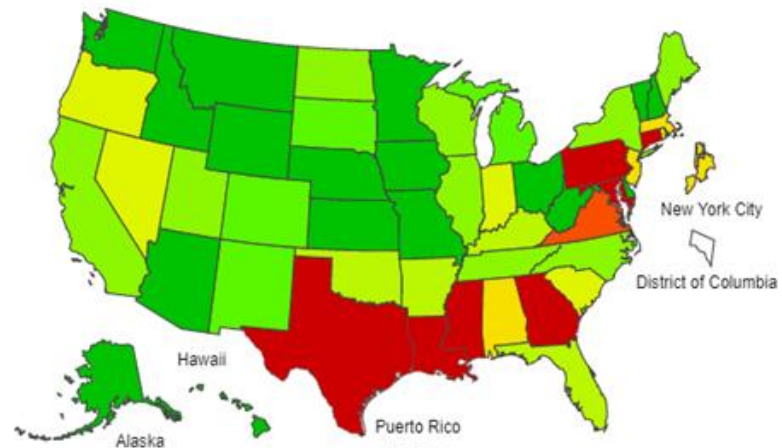 New York City
District of Columbia
Hawaii
Alaska
Puerto Rico